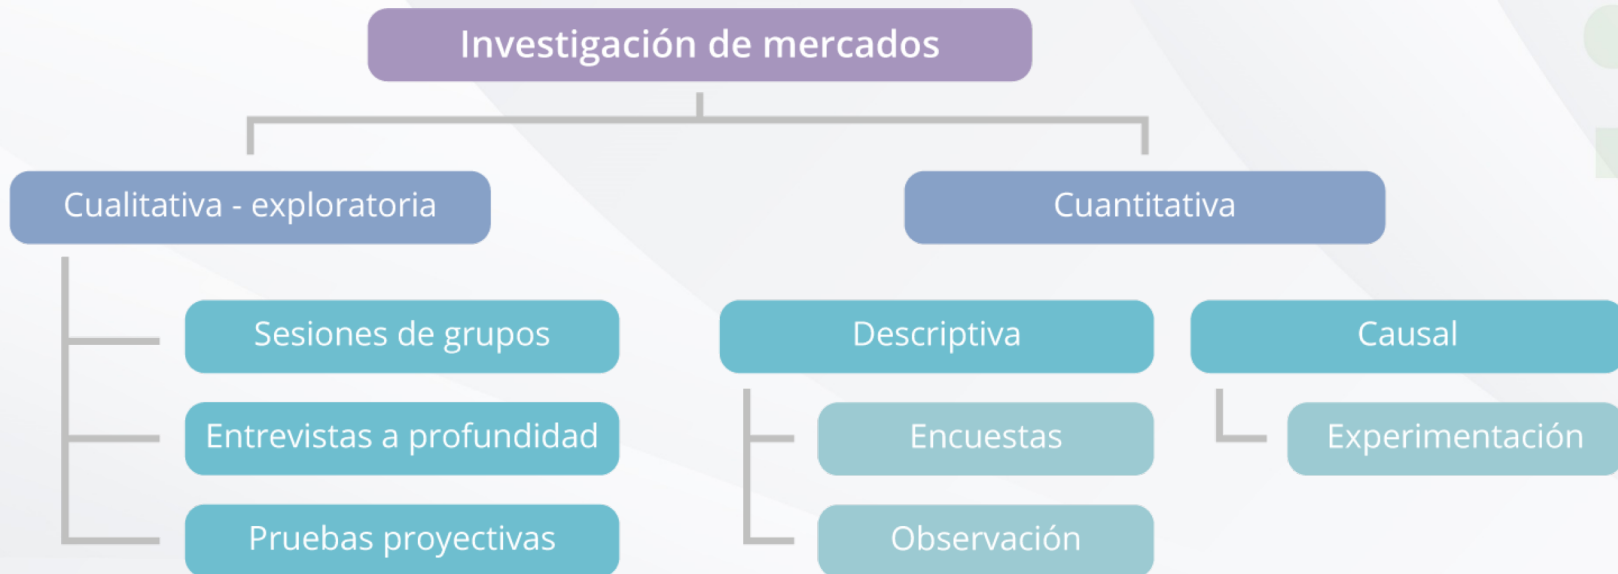 Investigación de mercados
Cualitativa - exploratoria
Cuantitativa
Sesiones de grupos
Descriptiva
Causal
Entrevistas a profundidad
Encuestas
Experimentación
Pruebas proyectivas
Observación